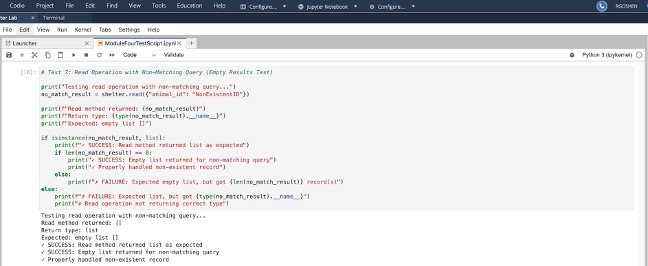 Codio Project File Edit Find View Tools Education Help Configure... Jupyter Notebook Configure... RGOSHEN
ter Lab × Terminal
File Edit View Run Kernel Tabs Settings Help
Launcher × ModuleFourTestScript.ipynb × +
Code Validate Python 3 (ipykernel)
[10]: # Test 7: Read Operation with Non-Matching Query (Empty Results Test)
print("Testing read operation with non-matching query...")
no_match_result = shelter.read({"animal_id": "NonExistentID"})
print(f"Read method returned: {no_match_result}")
print(f"Return type: {type(no_match_result).__name__}")
print(f"Expected: empty list []")
if isinstance(no_match_result, list):
print(f"✓ SUCCESS: Read method returned list as expected")
if len(no_match_result) == 0:
print("✓ SUCCESS: Empty list returned for non-matching query")
print("✓ Properly handled non-existent record")
else:
print(f"✗ FAILURE: Expected empty list, but got {len(no_match_result)} record(s)")
else:
print(f"✗ FAILURE: Expected list, but got {type(no_match_result).__name__}")
print("✗ Read operation not returning correct type")
Testing read operation with non-matching query...
Read method returned: []
Return type: list
Expected: empty list []
✓ SUCCESS: Read method returned list as expected
✓ SUCCESS: Empty list returned for non-matching query
✓ Properly handled non-existent record